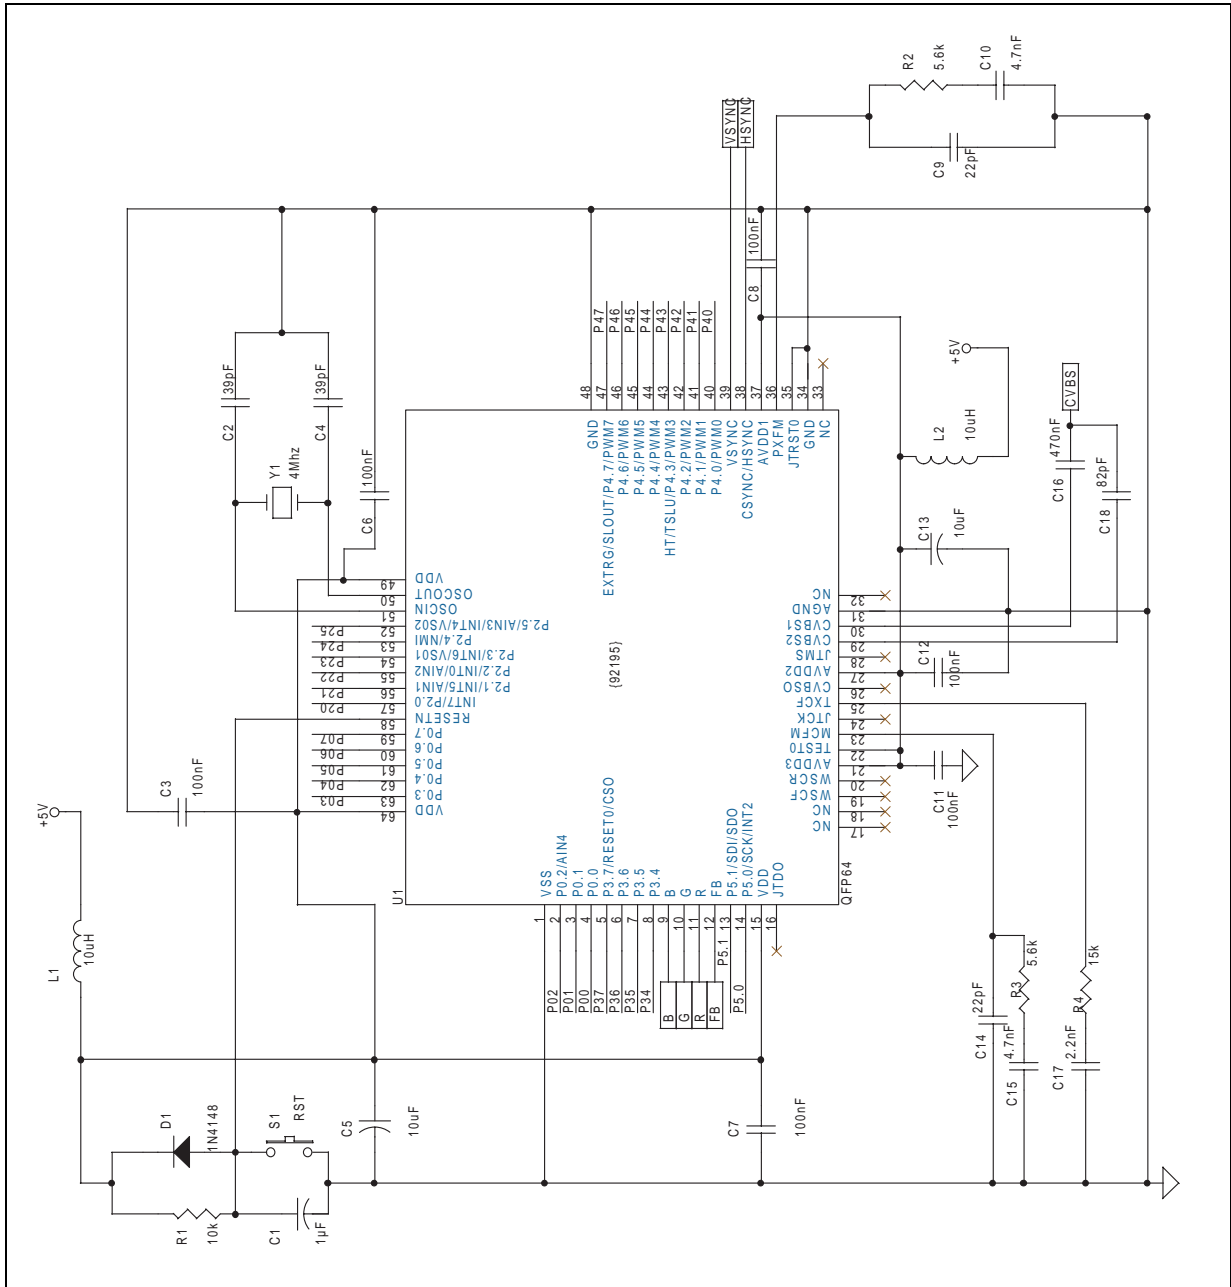 R2
5.6k
C10
4.7nF
C9
22pF
VSYNC
HSYNC
C8
100nF
C2
39pF
C4
39pF
Y1
4Mhz
C6
100nF
P47
P46
P45
P44
P43
P42
P41
P40
48
47
46
45
44
43
42
41
40
39
38
37
36
35
34
33
GND
EXTRG/SLOUT/P4.7/PWM7
P4.6/PWM6
P4.5/PWM5
P4.4/PWM4
HT/TSLU/P4.3/PWM3
P4.2/PWM2
P4.1/PWM1
P4.0/PWM0
VSYNC
CSYNC/HSYNC
AVDD1
PXFM
JTRST0
GND
NC
+5V
L2
10uH
CVBS
C16
470nF
C18
82pF
C13
10uF
C12
100nF
C11
100nF
49
50
51
52
53
54
55
56
57
58
59
60
61
62
63
64
VDD
OSCOUT
OSCIN
P2.5/AIN3/INT4/VS02
P2.4/NMI
P2.3/INT6/VS01
P2.2/INT0/AIN2
P2.1/INT5/AIN1
INT7/P2.0
RESETN
P0.7
P0.6
P0.5
P0.4
P0.3
VDD
P25
P24
P23
P22
P21
P20
P07
P06
P05
P04
P03
C3
100nF
+5V
L1
10uH
{92195}
U1
QFP64
NC
AGND
CVBS1
CVBS2
JTMS
AVDD2
CVBSO
TXCF
JTCK
MCFM
TEST0
AVDD3
WSCR
WSCF
NC
NC
32
31
30
29
28
27
26
25
24
23
22
21
20
19
18
17
VSS
P0.2/AIN4
P0.1
P0.0
P3.7/RESET0/CSO
P3.6
P3.5
P3.4
B
G
R
FB
P5.1/SDI/SDO
P5.0/SCK/INT2
VDD
JTDO
1
2
3
4
5
6
7
8
9
10
11
12
13
14
15
16
P02
P01
P00
P37
P36
P35
P34
B
G
R
FB
P5.1
P5.0
C14
22pF
C15
4.7nF
R3
5.6k
C17
2.2nF
R4
15k
D1
1N4148
S1
RST
R1
10k
C1
1µF
C5
10uF
C7
100nF